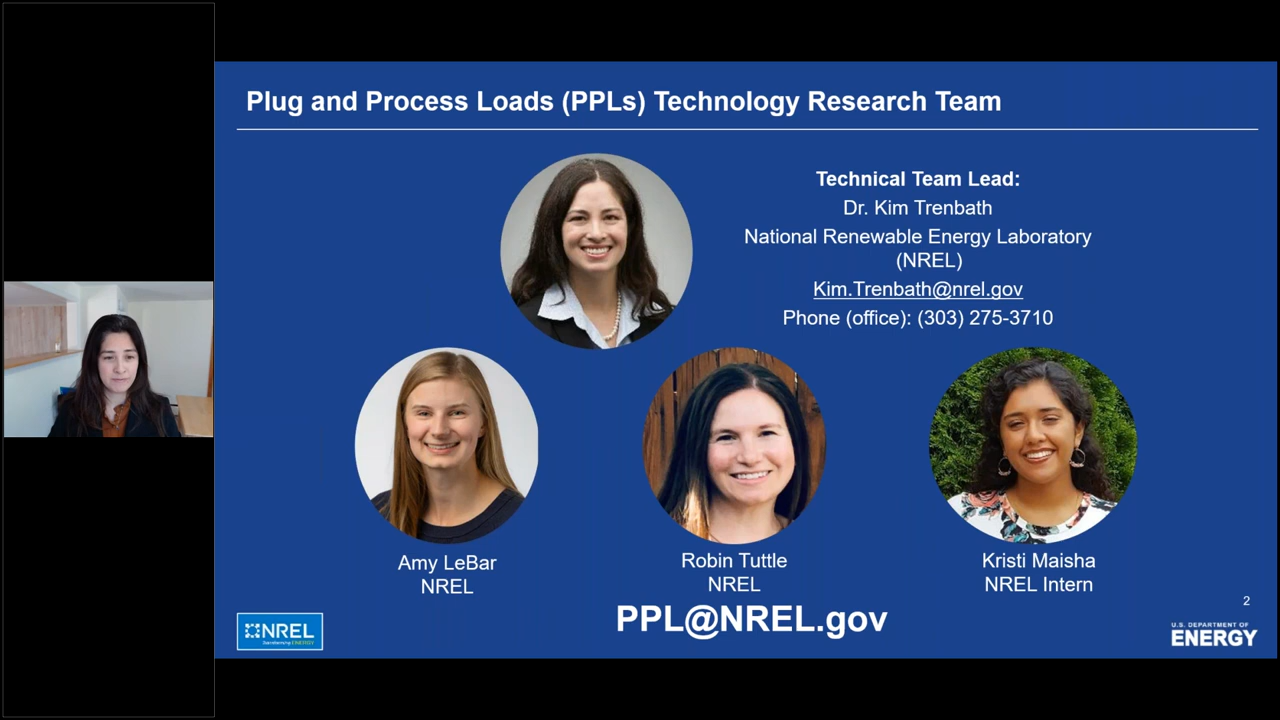 Plug and Process Loads (PPLs) Technology Research Team
Technical Team Lead:
Dr. Kim Trenbath
National Renewable Energy Laboratory
(NREL)
Kim.Trenbath@nrel.gov
Phone (office): (303) 275-3710
Amy LeBar
NREL
Robin Tuttle
NREL
Kristi Maisha
NREL Intern
PPL@NREL.gov
2
NREL
Transforming ENERGY
U.S. DEPARTMENT OF
ENERGY